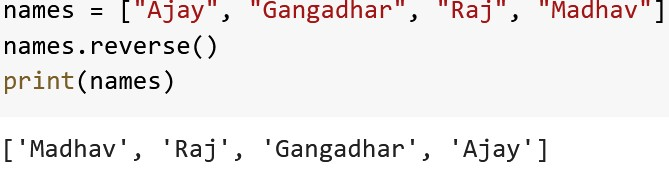 names = ["Ajay", "Gangadhar", "Raj", "Madhav"]
names.reverse()
print(names)
['Madhav', 'Raj', 'Gangadhar', 'Ajay']